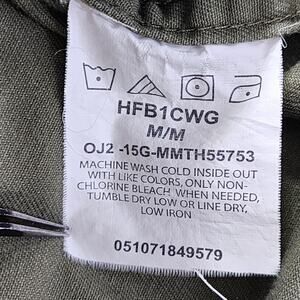 HFB1CWG
M/M
OJ2 -15G-MMTH55753
MACHINE WASH COLD INSIDE OUT
WITH LIKE COLORS, ONLY NON-
CHLORINE BLEACH WHEN NEEDED,
TUMBLE DRY LOW OR LINE DRY,
LOW IRON
051071849579